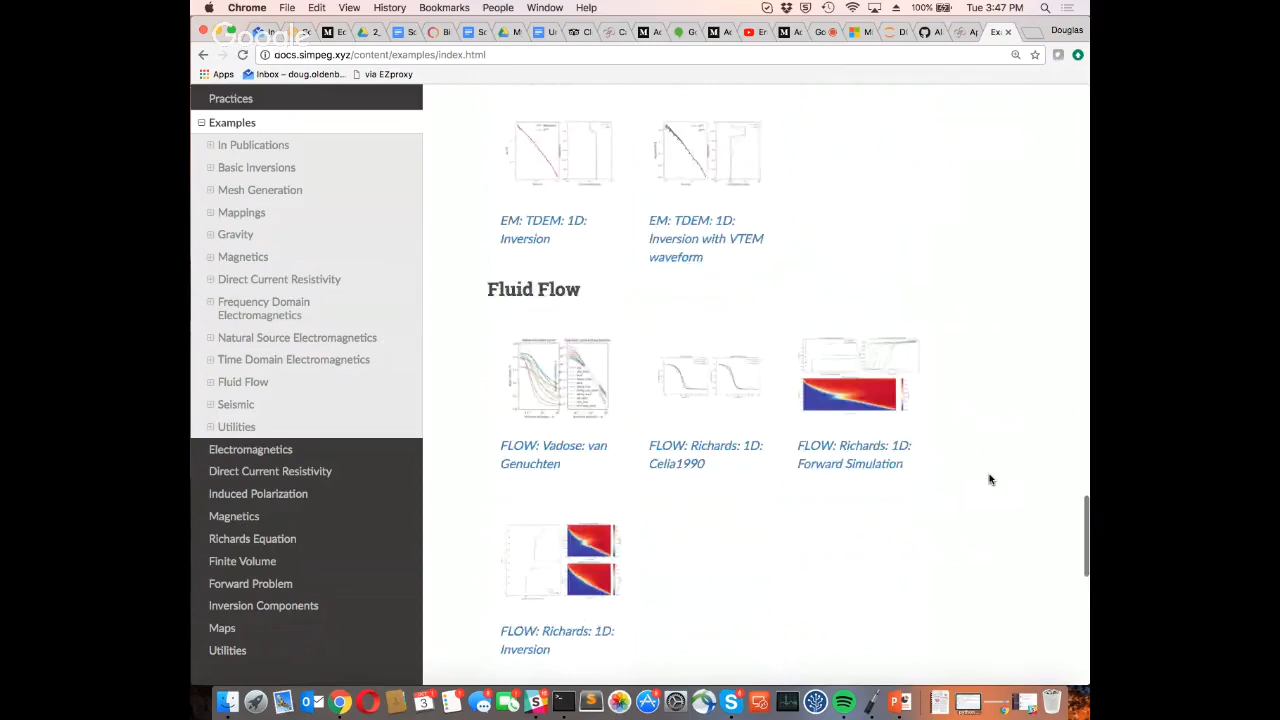 Chrome File Edit View History Bookmarks People Window Help 100% Tue 3:47 PM
Google
Douglas
docs.simpeg.xyz/content/examples/index.html
Apps Inbox – doug.oldenb... via EZproxy
Practices
Examples
In Publications
Basic Inversions
Mesh Generation
Mappings
Gravity
Magnetics
Direct Current Resistivity
Frequency Domain
Electromagnetics
Natural Source Electromagnetics
Time Domain Electromagnetics
Fluid Flow
Seismic
Utilities
Electromagnetics
Direct Current Resistivity
Induced Polarization
Magnetics
Richards Equation
Finite Volume
Forward Problem
Inversion Components
Maps
Utilities
EM: TDEM: 1D:
Inversion
EM: TDEM: 1D:
Inversion with VTEM
waveform
Fluid Flow
FLOW: Vadose: van
Genuchten
FLOW: Richards: 1D:
Celia1990
FLOW: Richards: 1D:
Forward Simulation
FLOW: Richards: 1D:
Inversion